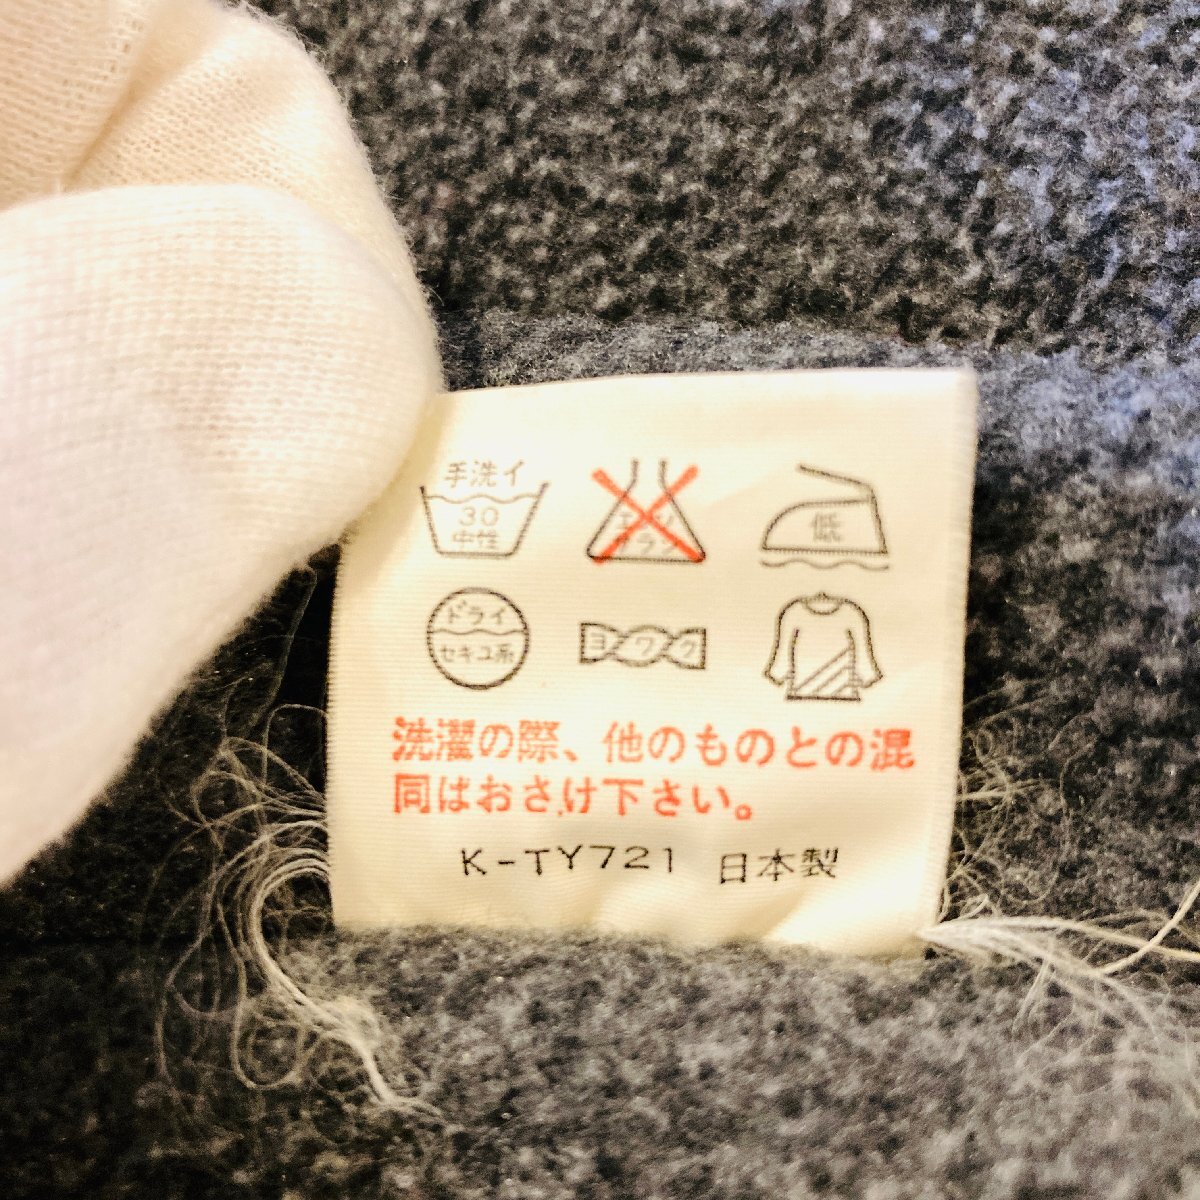 手洗イ
30
中性
エンソ
サラシ
低
ドライ
セキユ系
ヨワク
洗濯の際、他のものとの混
同はおさけ下さい。
K-TY721 日本製